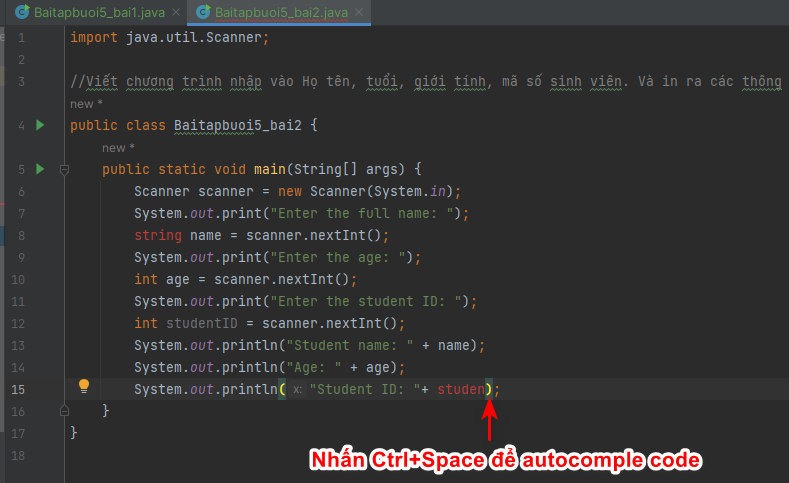 Baitapbuoi5_bai1.java × Baitapbuoi5_bai2.java ×
1 import java.util.Scanner;
2
3 //Viết chương trình nhập vào Họ tên, tuổi, giới tính, mã số sinh viên. Và in ra các thông
new *
4 public class Baitapbuoi5_bai2 {
new *
5 public static void main(String[] args) {
6 Scanner scanner = new Scanner(System.in);
7 System.out.print("Enter the full name: ");
8 string name = scanner.nextInt();
9 System.out.print("Enter the age: ");
10 int age = scanner.nextInt();
11 System.out.print("Enter the student ID: ");
12 int studentID = scanner.nextInt();
13 System.out.println("Student name: " + name);
14 System.out.println("Age: " + age);
15 System.out.println( x: "Student ID: "+ studen);
16 }
17 }
18
Nhấn Ctrl+Space để autocomple code